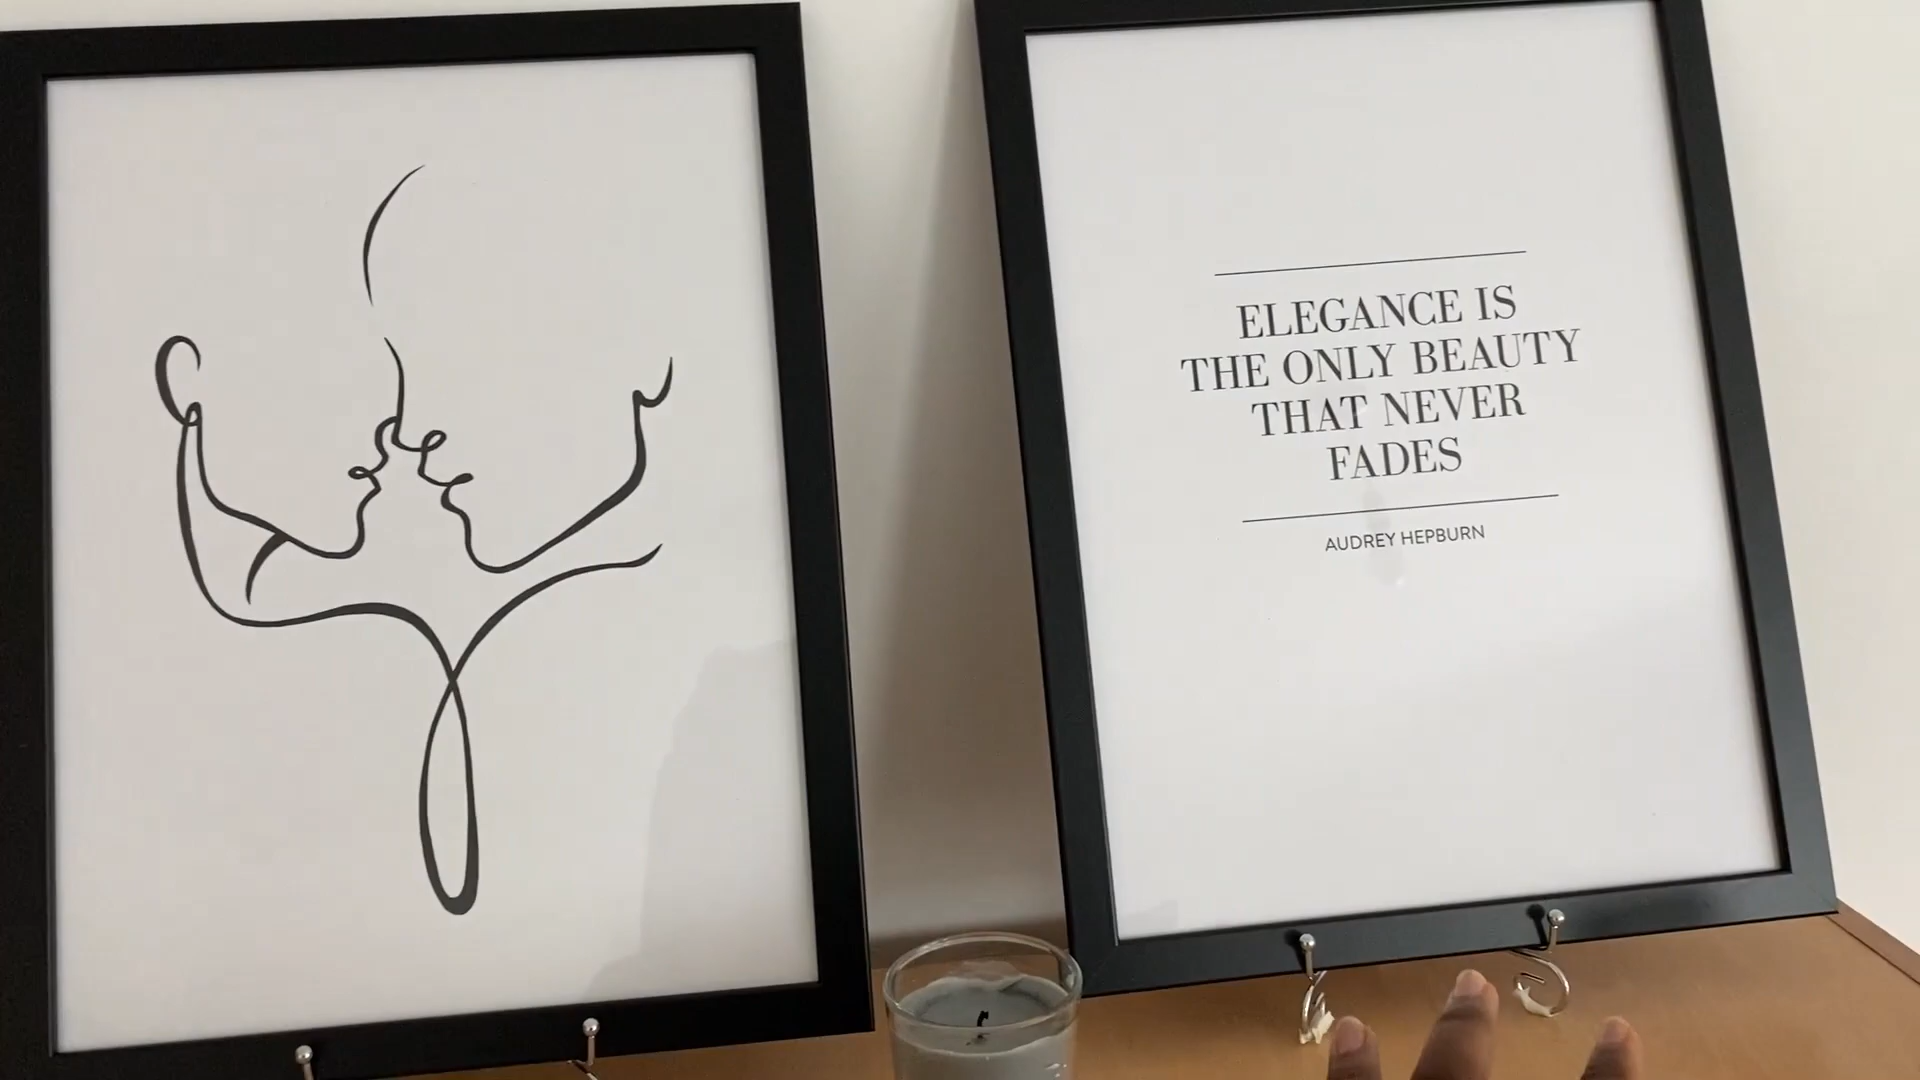 ELEGANCE IS
THE ONLY BEAUTY
THAT NEVER
FADES
AUDREY HEPBURN